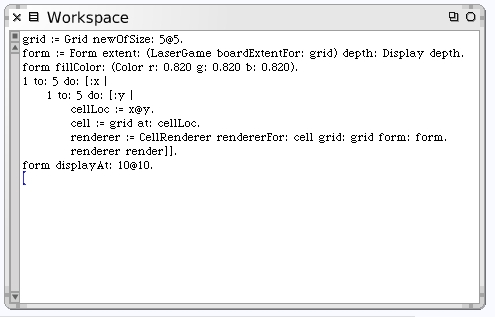 Workspace
grid := Grid newOfSize: 5@5.
form := Form extent: (LaserGame boardExtentFor: grid) depth: Display depth.
form fillColor: (Color r: 0.820 g: 0.820 b: 0.820).
1 to: 5 do: [:x |
    1 to: 5 do: [:y |
        cellLoc := x@y.
        cell := grid at: cellLoc.
        renderer := CellRenderer rendererFor: cell grid: grid form: form.
        renderer render]].
form displayAt: 10@10.